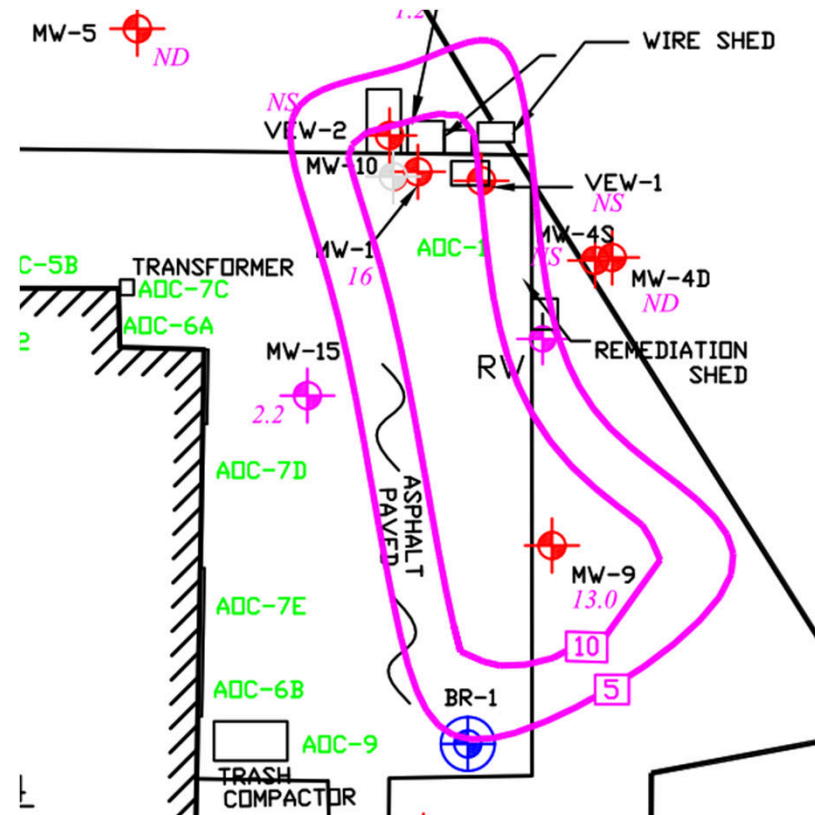 1.2
MW-5
ND
WIRE SHED
NS
VEW-2
MW-10
VEW-1
NS
MW-1
16
AOC-1
MW-4S
NS
MW-4D
ND
C-5B
TRANSFORMER
AOC-7C
AOC-6A
2
MW-15
2.2
RW
REMEDIATION
SHED
AOC-7D
ASPHALT
PAVED
MW-9
13.0
AOC-7E
10
5
AOC-6B
BR-1
AOC-9
TRASH
COMPACTOR